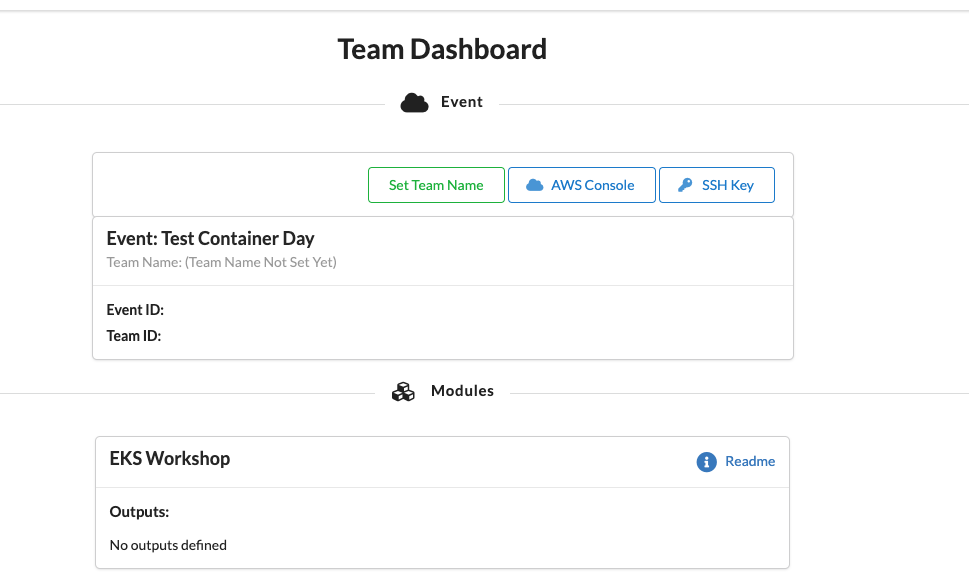 Team Dashboard
Event
Set Team Name
AWS Console
SSH Key
Event: Test Container Day
Team Name: (Team Name Not Set Yet)
Event ID:
Team ID:
Modules
EKS Workshop
Readme
Outputs:
No outputs defined